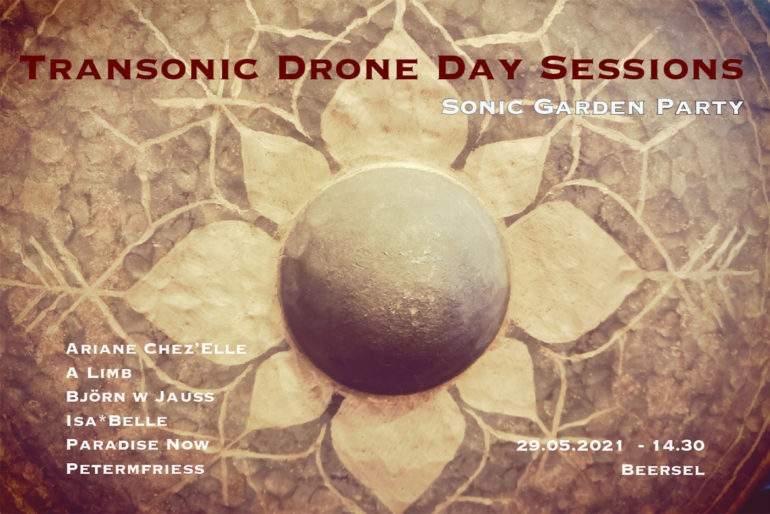 Transonic Drone Day Sessions
Sonic Garden Party
Ariane Chez'Elle
A Limb
Björn w Jauss
Isa*Belle
Paradise Now
Petermfriess
29.05.2021 - 14.30
Beersel